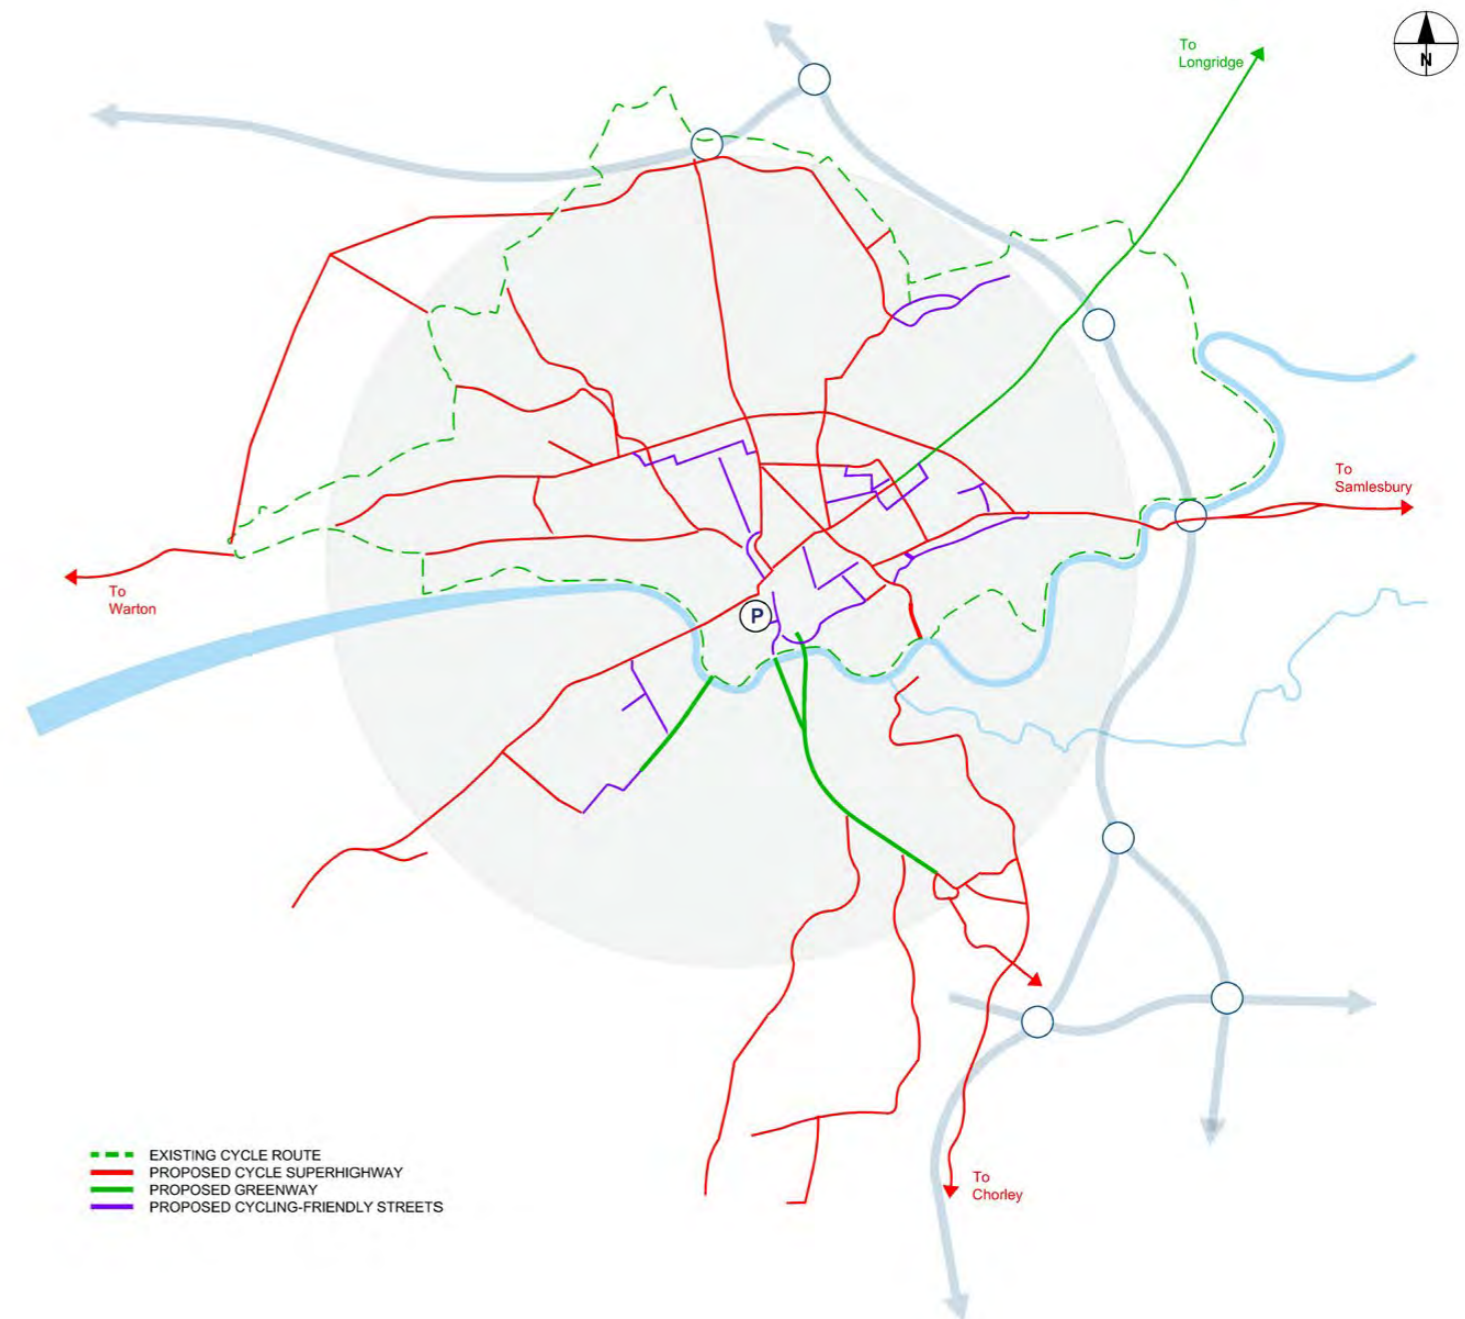 To
Longridge
N
To
Samlesbury
To
Warton
P
EXISTING CYCLE ROUTE
PROPOSED CYCLE SUPERHIGHWAY
PROPOSED GREENWAY
PROPOSED CYCLING-FRIENDLY STREETS
To
Chorley